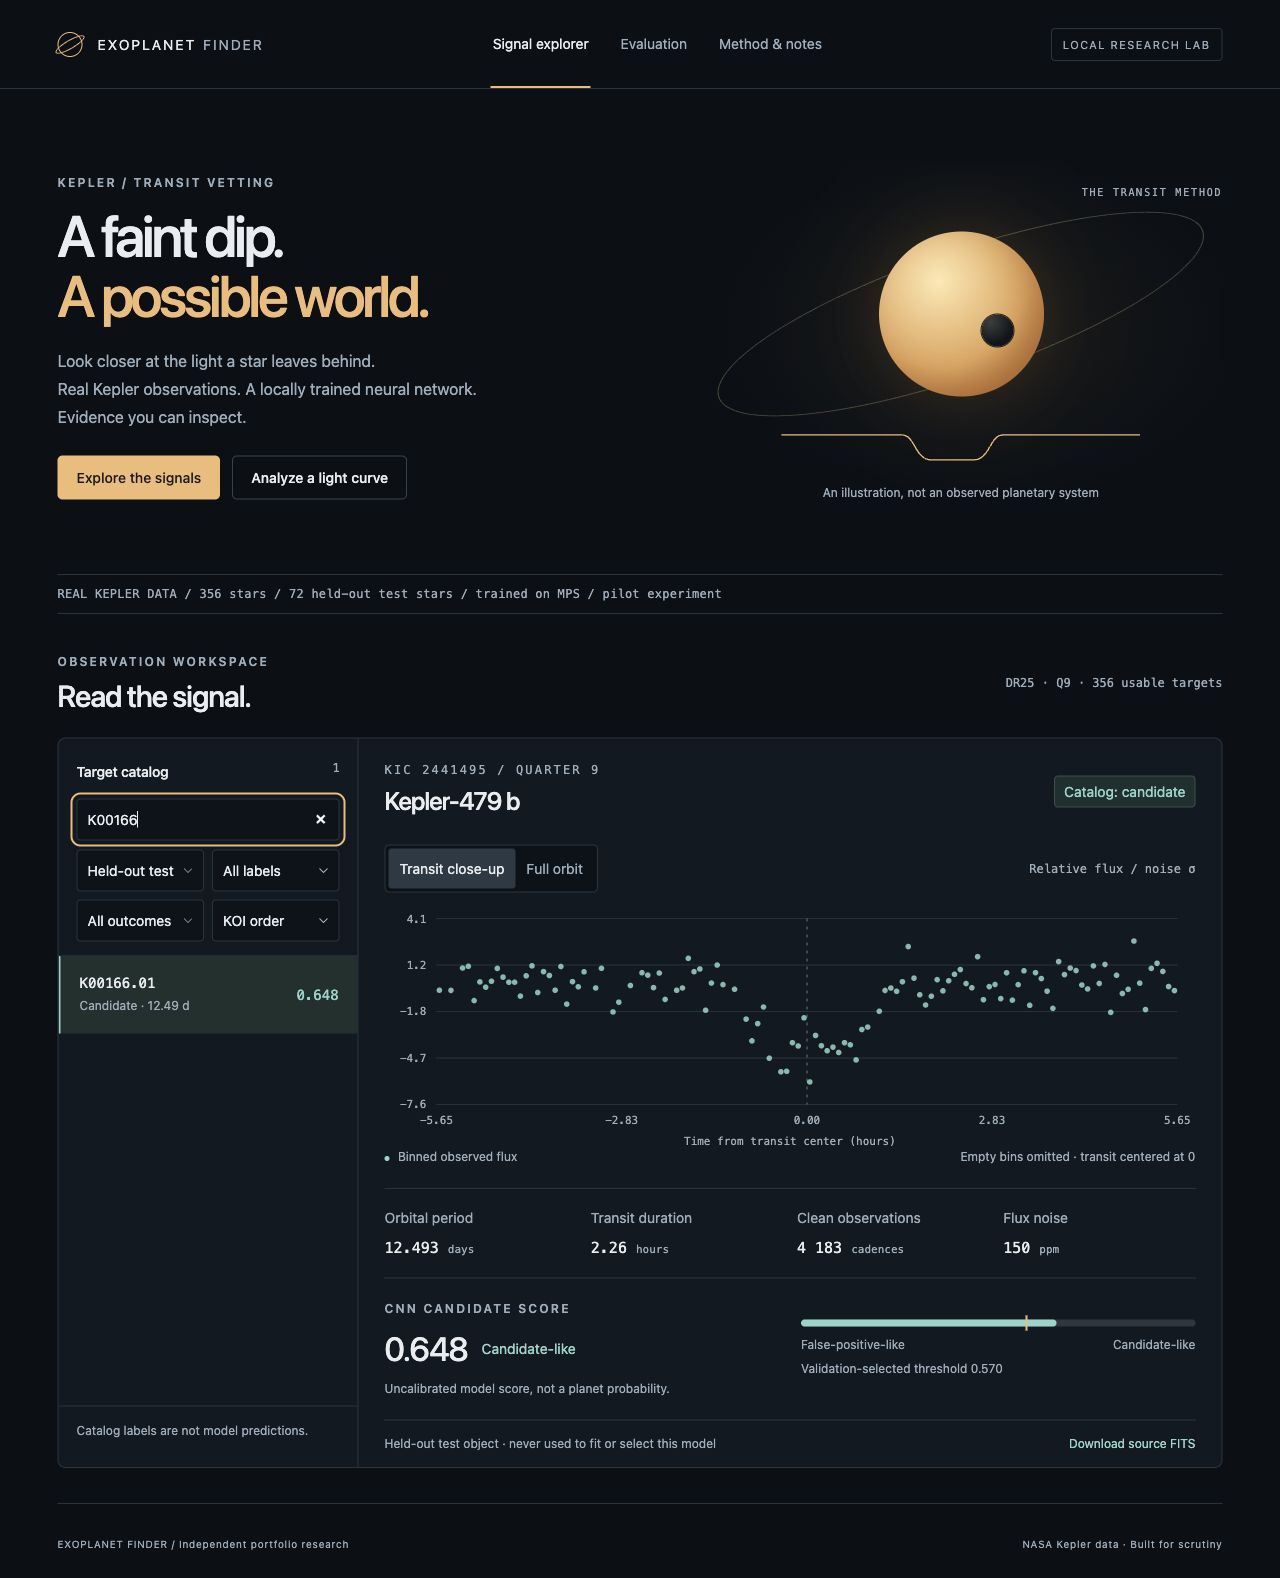 EXOPLANET FINDER
Signal explorer
Evaluation
Method & notes
LOCAL RESEARCH LAB
KEPLER / TRANSIT VETTING
A faint dip.
A possible world.
Look closer at the light a star leaves behind.
Real Kepler observations. A locally trained neural network.
Evidence you can inspect.
Explore the signals
Analyze a light curve
THE TRANSIT METHOD
An illustration, not an observed planetary system
REAL KEPLER DATA / 356 stars / 72 held-out test stars / trained on MPS / pilot experiment
OBSERVATION WORKSPACE
Read the signal.
DR25 · Q9 · 356 usable targets
Target catalog
1
K00166
×
Held-out test
All labels
All outcomes
KOI order
K00166.01
Candidate · 12.49 d
0.648
Catalog labels are not model predictions.
KIC 2441495 / QUARTER 9
Kepler-479 b
Catalog: candidate
Transit close-up
Full orbit
Relative flux / noise σ
4.1
1.2
−1.8
−4.7
−7.6
−5.65
−2.83
0.00
2.83
5.65
Time from transit center (hours)
Binned observed flux
Empty bins omitted · transit centered at 0
Orbital period
12.493 days
Transit duration
2.26 hours
Clean observations
4 183 cadences
Flux noise
150 ppm
CNN CANDIDATE SCORE
0.648 Candidate-like
Uncalibrated model score, not a planet probability.
False-positive-like
Candidate-like
Validation-selected threshold 0.570
Held-out test object · never used to fit or select this model
Download source FITS
EXOPLANET FINDER / Independent portfolio research
NASA Kepler data · Built for scrutiny